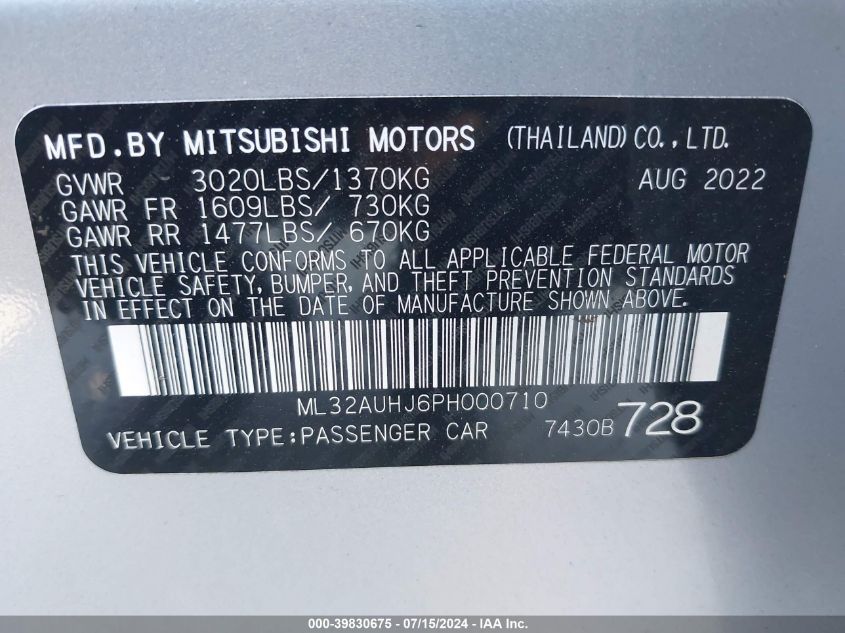 MFD.BY MITSUBISHI MOTORS (THAILAND)CO.,LTD.
GVWR 3020LBS/1370KG AUG 2022
GAWR FR 1609LBS/ 730KG
GAWR RR 1477LBS/ 670KG
THIS VEHICLE CONFORMS TO ALL APPLICABLE FEDERAL MOTOR
VEHICLE SAFETY, BUMPER, AND THEFT PREVENTION STANDARDS
IN EFFECT ON THE DATE OF MANUFACTURE SHOWN ABOVE.
ML32AUHJ6PH000710
VEHICLE TYPE:PASSENGER CAR 7430B 728
000-39830675 / 07/15/2024 - IAA Inc.